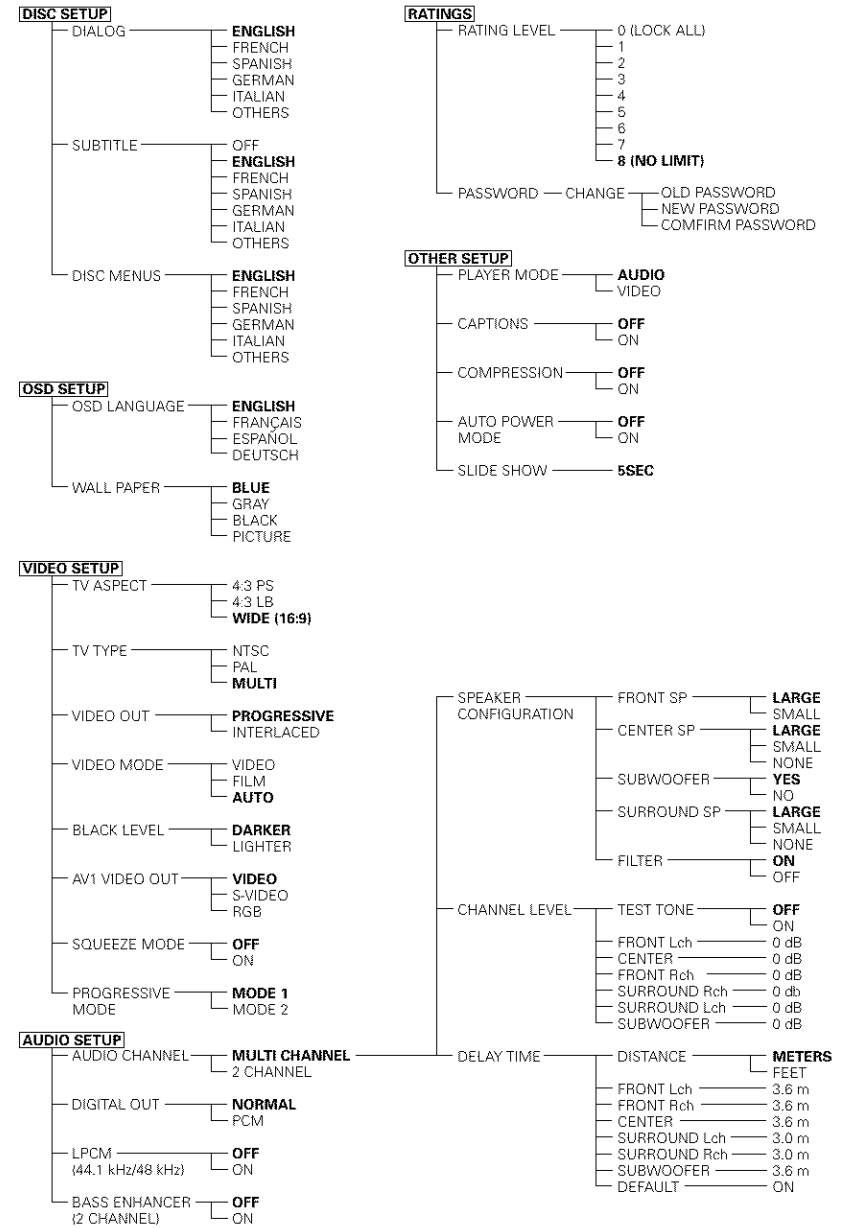 DISC SETUP
DIALOG
ENGLISH
FRENCH
SPANISH
GERMAN
ITALIAN
OTHERS
SUBTITLE
OFF
ENGLISH
FRENCH
SPANISH
GERMAN
ITALIAN
OTHERS
DISC MENUS
ENGLISH
FRENCH
SPANISH
GERMAN
ITALIAN
OTHERS
OSD SETUP
OSD LANGUAGE
ENGLISH
FRANÇAIS
ESPAÑOL
DEUTSCH
WALL PAPER
BLUE
GRAY
BLACK
PICTURE
VIDEO SETUP
TV ASPECT
4:3 PS
4:3 LB
WIDE (16:9)
TV TYPE
NTSC
PAL
MULTI
VIDEO OUT
PROGRESSIVE
INTERLACED
VIDEO MODE
VIDEO
FILM
AUTO
BLACK LEVEL
DARKER
LIGHTER
AV1 VIDEO OUT
VIDEO
S-VIDEO
RGB
SQUEEZE MODE
OFF
ON
PROGRESSIVE
MODE
MODE 1
MODE 2
AUDIO SETUP
AUDIO CHANNEL
MULTI CHANNEL
2 CHANNEL
DIGITAL OUT
NORMAL
PCM
LPCM
(44.1 kHz/48 kHz)
OFF
ON
BASS ENHANCER
(2 CHANNEL)
OFF
ON
RATINGS
RATING LEVEL
0 (LOCK ALL)
1
2
3
4
5
6
7
8 (NO LIMIT)
PASSWORD
CHANGE
OLD PASSWORD
NEW PASSWORD
COMFIRM PASSWORD
OTHER SETUP
PLAYER MODE
AUDIO
VIDEO
CAPTIONS
OFF
ON
COMPRESSION
OFF
ON
AUTO POWER
MODE
OFF
ON
SLIDE SHOW
5SEC
SPEAKER
CONFIGURATION
FRONT SP
LARGE
SMALL
CENTER SP
LARGE
SMALL
NONE
SUBWOOFER
YES
NO
SURROUND SP
LARGE
SMALL
NONE
FILTER
ON
OFF
CHANNEL LEVEL
TEST TONE
OFF
ON
FRONT Lch
0 dB
CENTER
0 dB
FRONT Rch
0 dB
SURROUND Rch
0 db
SURROUND Lch
0 dB
SUBWOOFER
0 dB
DELAY TIME
DISTANCE
METERS
FEET
FRONT Lch
3.6 m
FRONT Rch
3.6 m
CENTER
3.6 m
SURROUND Lch
3.0 m
SURROUND Rch
3.0 m
SUBWOOFER
3.6 m
DEFAULT
ON